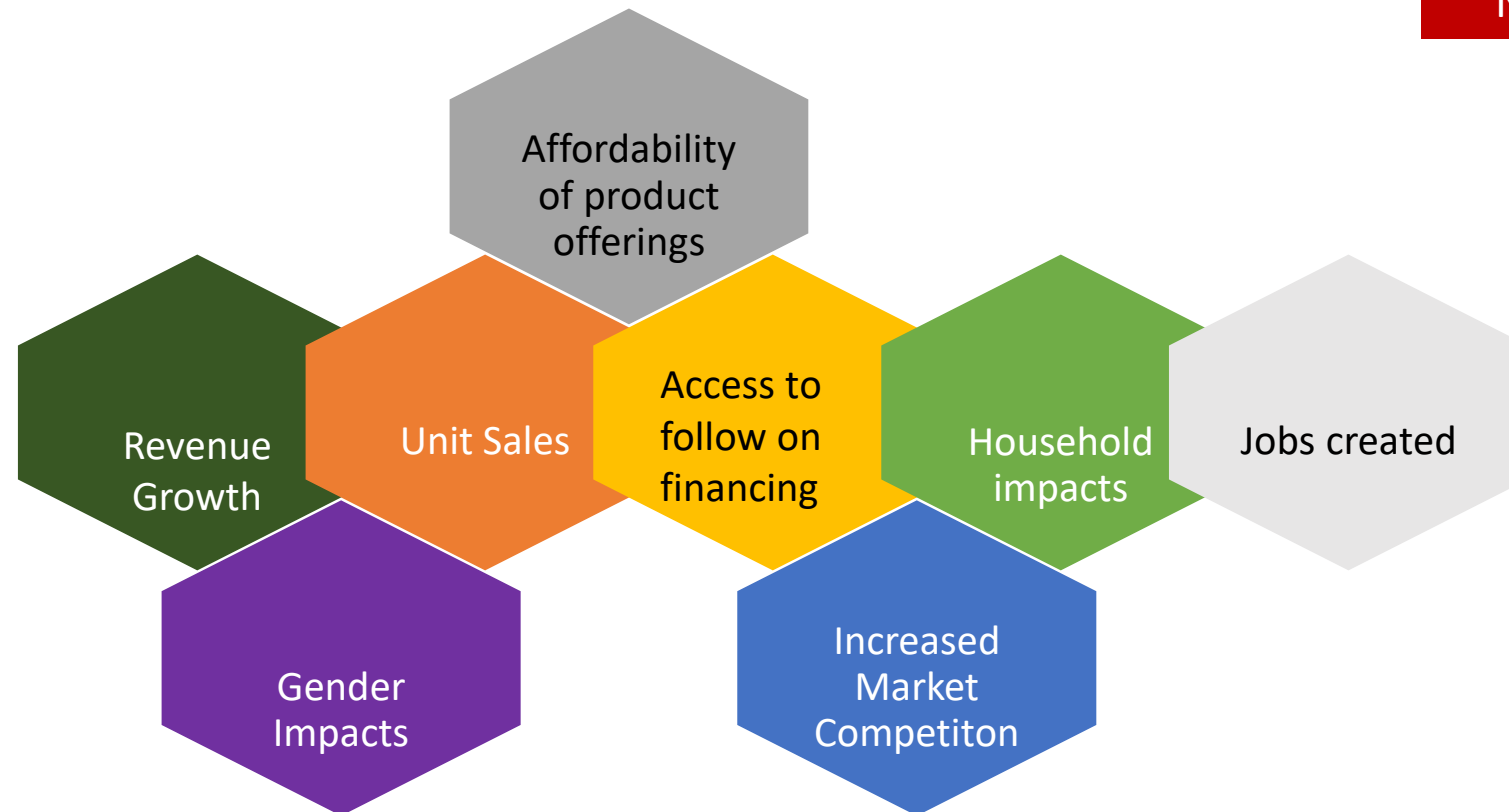 Affordability
of product
offerings
Revenue
Growth
Unit Sales
Access to
follow on
financing
Household
impacts
Jobs created
Gender
Impacts
Increased
Market
Competiton